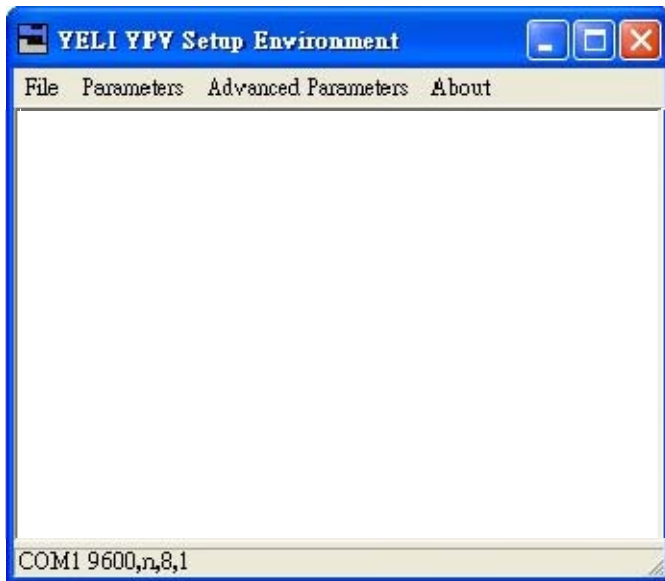 YELI YPV Setup Environment
File Parameters Advanced Parameters About
COM1 9600,n,8,1